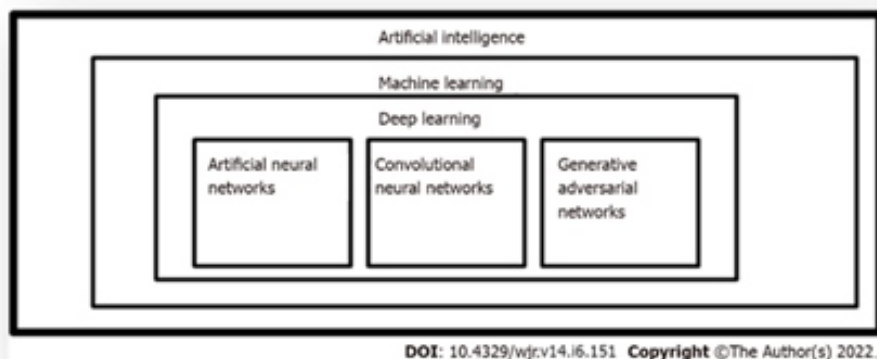 Artificial intelligence
Machine learning
Deep learning
Artificial neural
networks
Convolutional
neural networks
Generative
adversarial
networks
DOI: 10.4329/wjr.v14.i6.151 Copyright ©The Author(s) 2022.